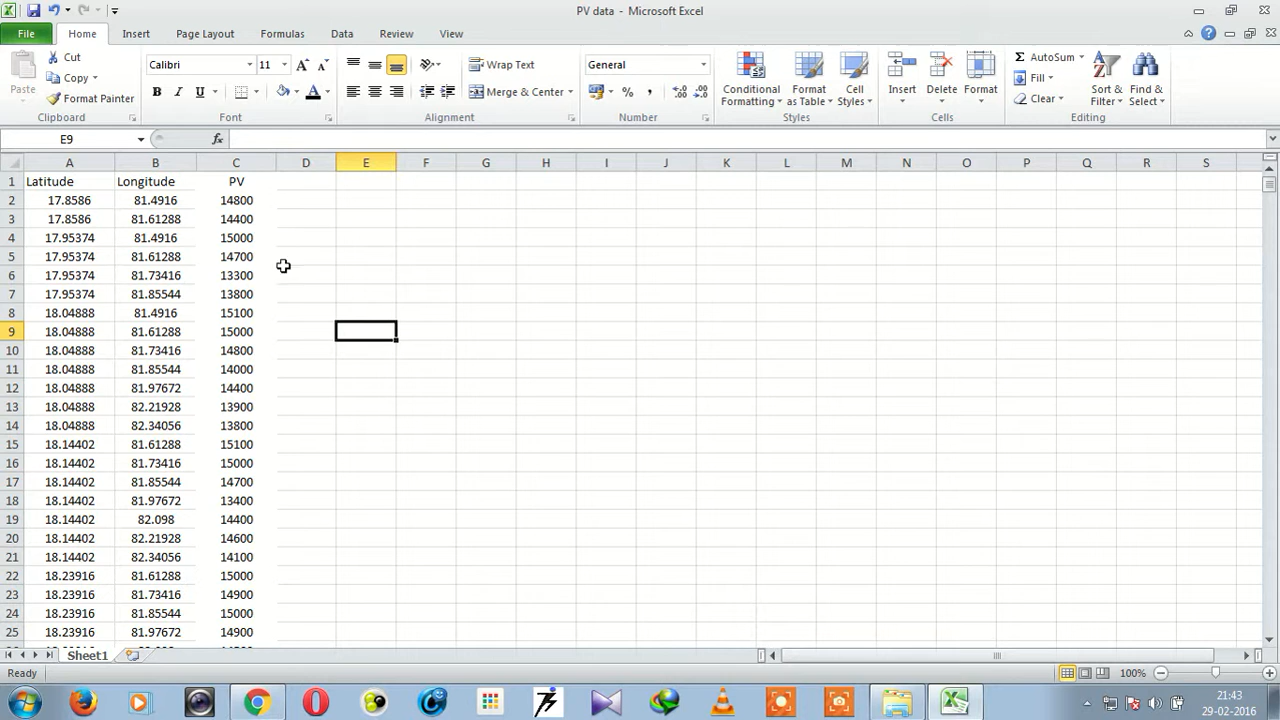 PV data - Microsoft Excel
File Home Insert Page Layout Formulas Data Review View
Cut
Copy
Format Painter
Paste
Clipboard
Calibri 11
B I U
Font
Wrap Text
Merge & Center
Alignment
General
Number
Conditional Formatting
Format as Table
Cell Styles
Styles
Insert
Delete
Format
Cells
AutoSum
Fill
Clear
Sort & Filter
Find & Select
Editing
E9 fx
A B C D E F G H I J K L M N O P Q R S
1 Latitude Longitude PV
2 17.8586 81.4916 14800
3 17.8586 81.61288 14400
4 17.95374 81.4916 15000
5 17.95374 81.61288 14700
6 17.95374 81.73416 13300
7 17.95374 81.85544 13800
8 18.04888 81.4916 15100
9 18.04888 81.61288 15000
10 18.04888 81.73416 14800
11 18.04888 81.85544 14000
12 18.04888 81.97672 14400
13 18.04888 82.21928 13900
14 18.04888 82.34056 13800
15 18.14402 81.61288 15100
16 18.14402 81.73416 15000
17 18.14402 81.85544 14700
18 18.14402 81.97672 13400
19 18.14402 82.098 14400
20 18.14402 82.21928 14600
21 18.14402 82.34056 14100
22 18.23916 81.61288 15000
23 18.23916 81.73416 14900
24 18.23916 81.85544 15000
25 18.23916 81.97672 14900
Sheet1
Ready 100%
21:43
29-02-2016